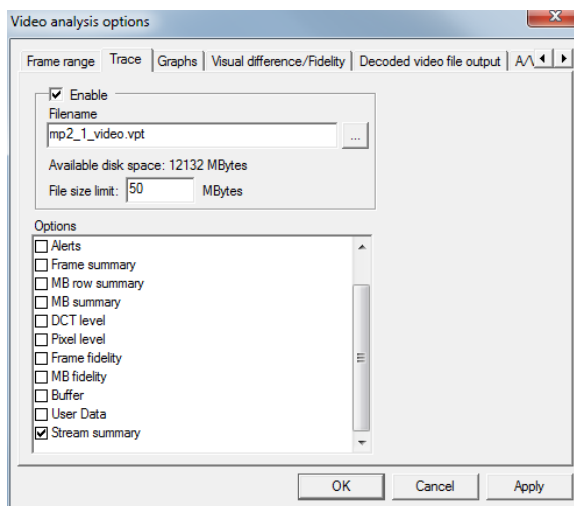 Video analysis options
Frame range Trace Graphs Visual difference/Fidelity Decoded video file output A/V
Enable
Filename
mp2_1_video.vpt ...
Available disk space: 12132 MBytes
File size limit: 50 MBytes
Options
Alerts
Frame summary
MB row summary
MB summary
DCT level
Pixel level
Frame fidelity
MB fidelity
Buffer
User Data
Stream summary
OK Cancel Apply